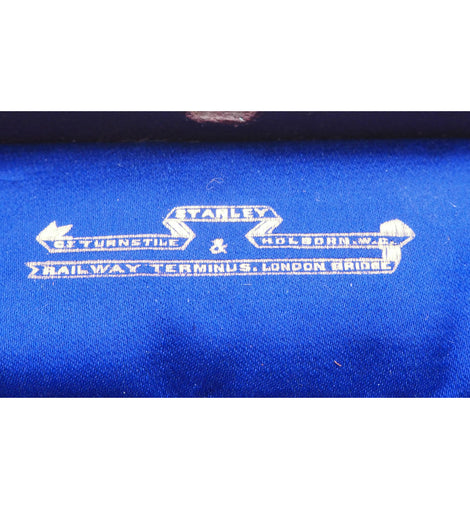 STANLEY
GT TURNSTILE & HOLBORN. W.C.
RAILWAY TERMINUS. LONDON BRIDGE